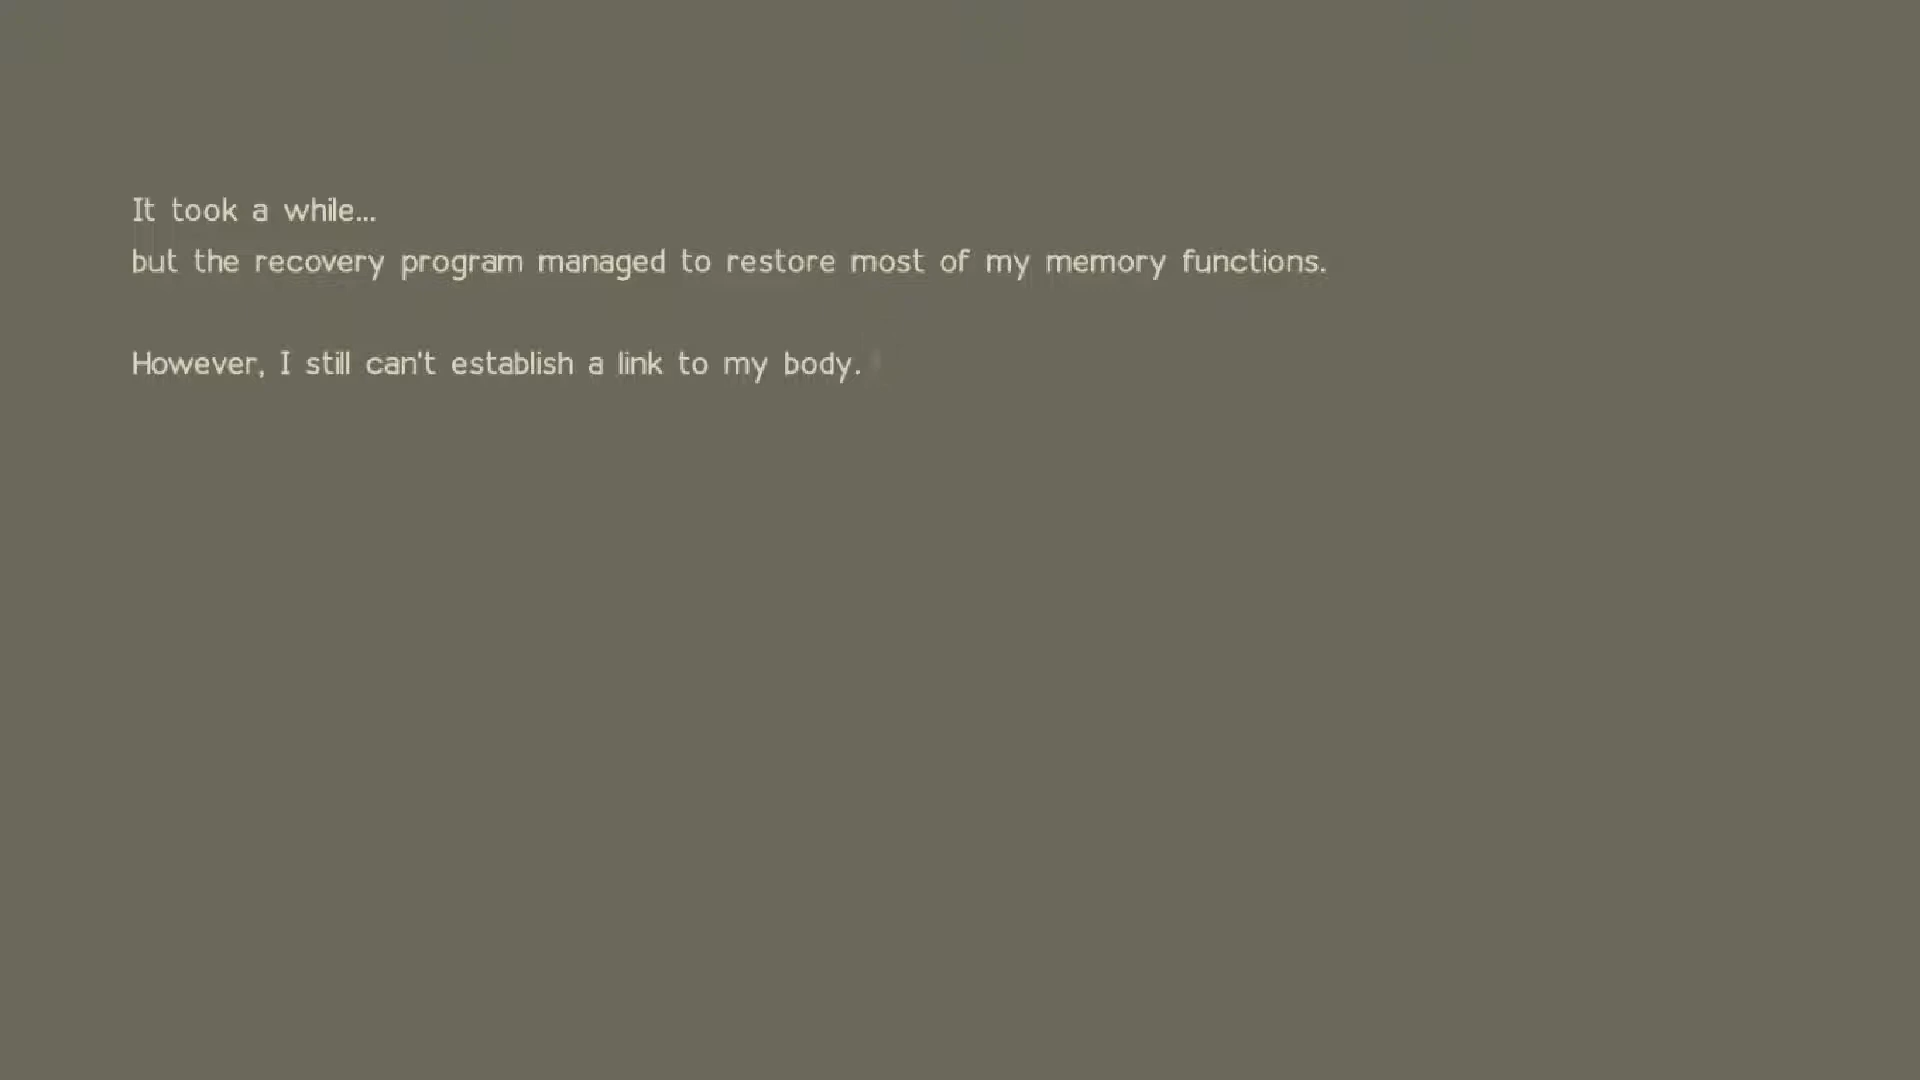 It took a while...
but the recovery program managed to restore most of my memory functions.
However, I still can't establish a link to my body.